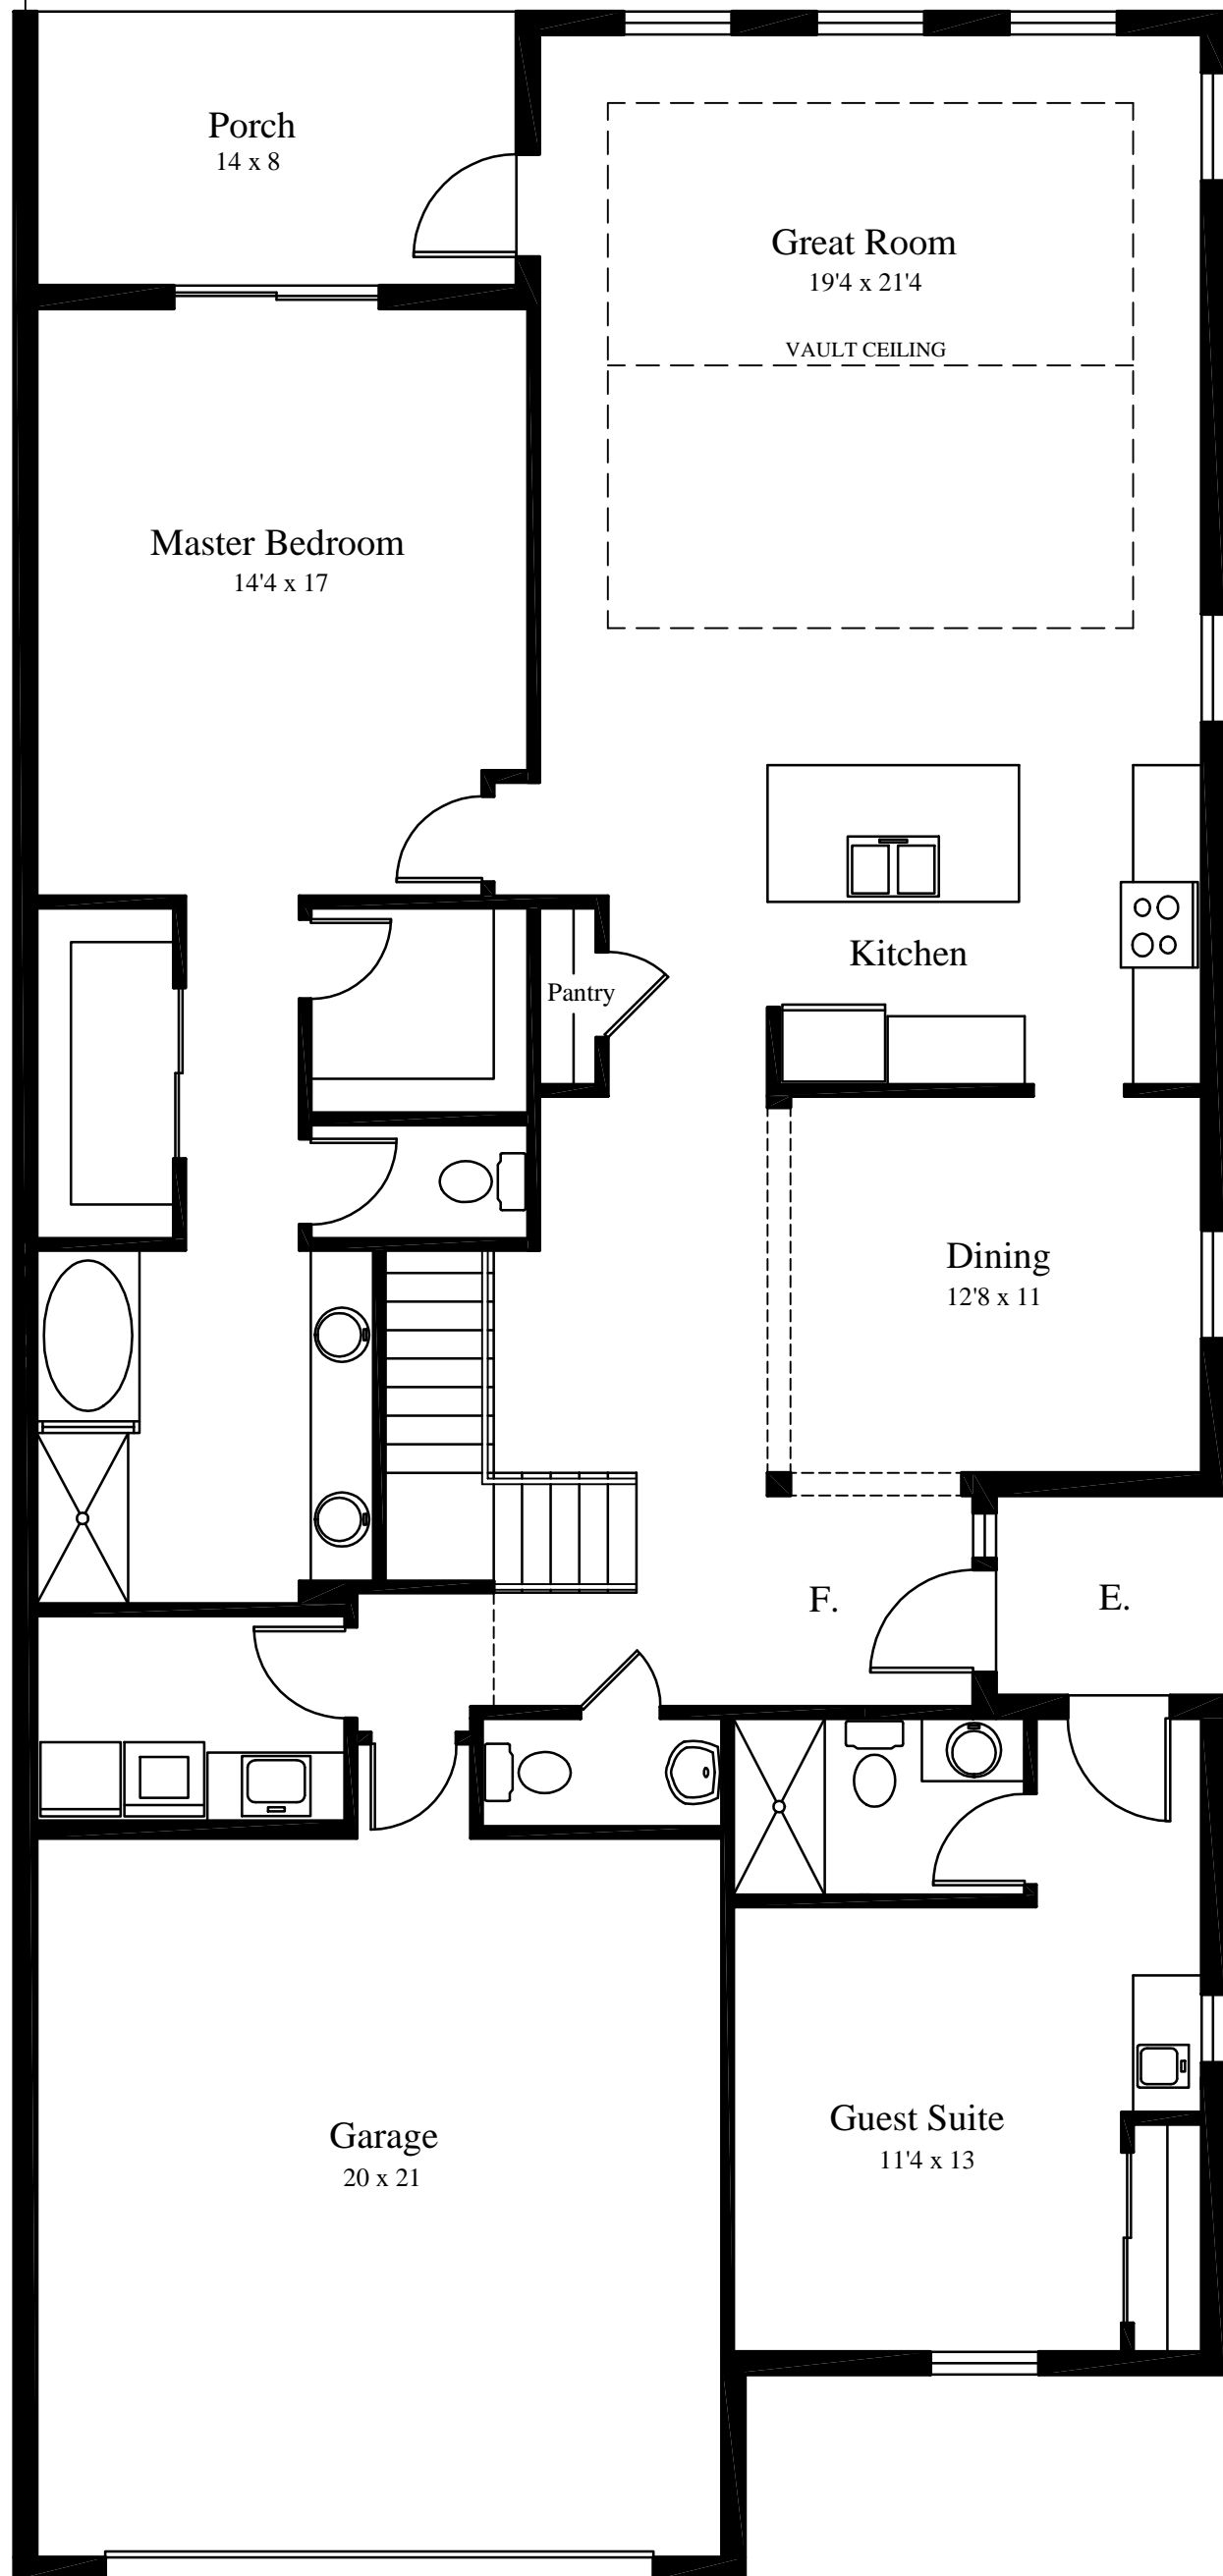 Porch
14 x 8
Great Room
19'4 x 21'4
VAULT CEILING
Master Bedroom
14'4 x 17
Kitchen
Pantry
Dining
12'8 x 11
F.
E.
Guest Suite
11'4 x 13
Garage
20 x 21